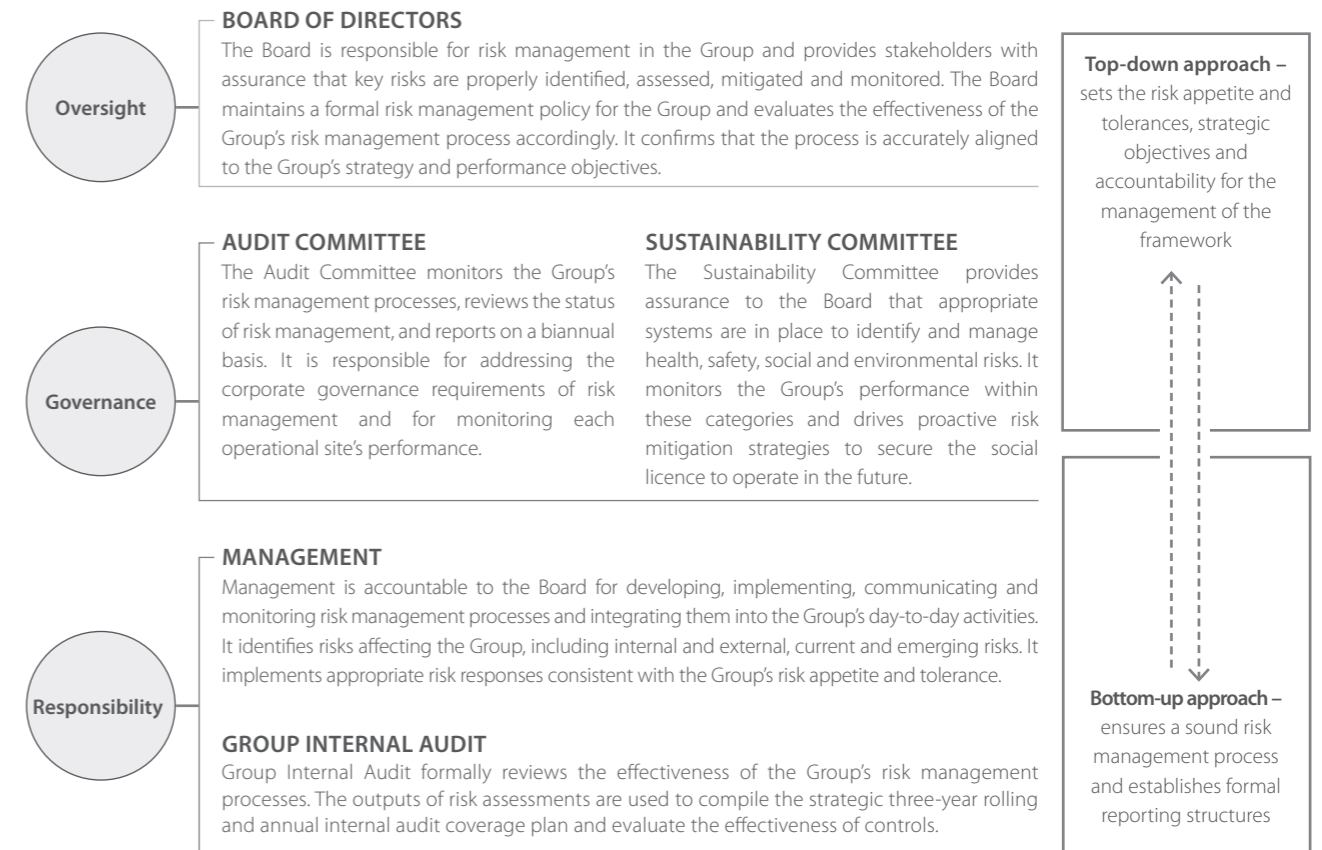 Oversight
BOARD OF DIRECTORS
The Board is responsible for risk management in the Group and provides stakeholders with
assurance that key risks are properly identified, assessed, mitigated and monitored. The Board
maintains a formal risk management policy for the Group and evaluates the effectiveness of the
Group's risk management process accordingly. It confirms that the process is accurately aligned
to the Group's strategy and performance objectives.
Governance
AUDIT COMMITTEE
The Audit Committee monitors the Group's
risk management processes, reviews the status
of risk management, and reports on a biannual
basis. It is responsible for addressing the
corporate governance requirements of risk
management and for monitoring each
operational site's performance.
SUSTAINABILITY COMMITTEE
The Sustainability Committee provides
assurance to the Board that appropriate
systems are in place to identify and manage
health, safety, social and environmental risks. It
monitors the Group's performance within
these categories and drives proactive risk
mitigation strategies to secure the social
licence to operate in the future.
Responsibility
MANAGEMENT
Management is accountable to the Board for developing, implementing, communicating and
monitoring risk management processes and integrating them into the Group's day-to-day activities.
It identifies risks affecting the Group, including internal and external, current and emerging risks. It
implements appropriate risk responses consistent with the Group's risk appetite and tolerance.
GROUP INTERNAL AUDIT
Group Internal Audit formally reviews the effectiveness of the Group's risk management
processes. The outputs of risk assessments are used to compile the strategic three-year rolling
and annual internal audit coverage plan and evaluate the effectiveness of controls.
Top-down approach –
sets the risk appetite and
tolerances, strategic
objectives and
accountability for the
management of the
framework
Bottom-up approach –
ensures a sound risk
management process
and establishes formal
reporting structures